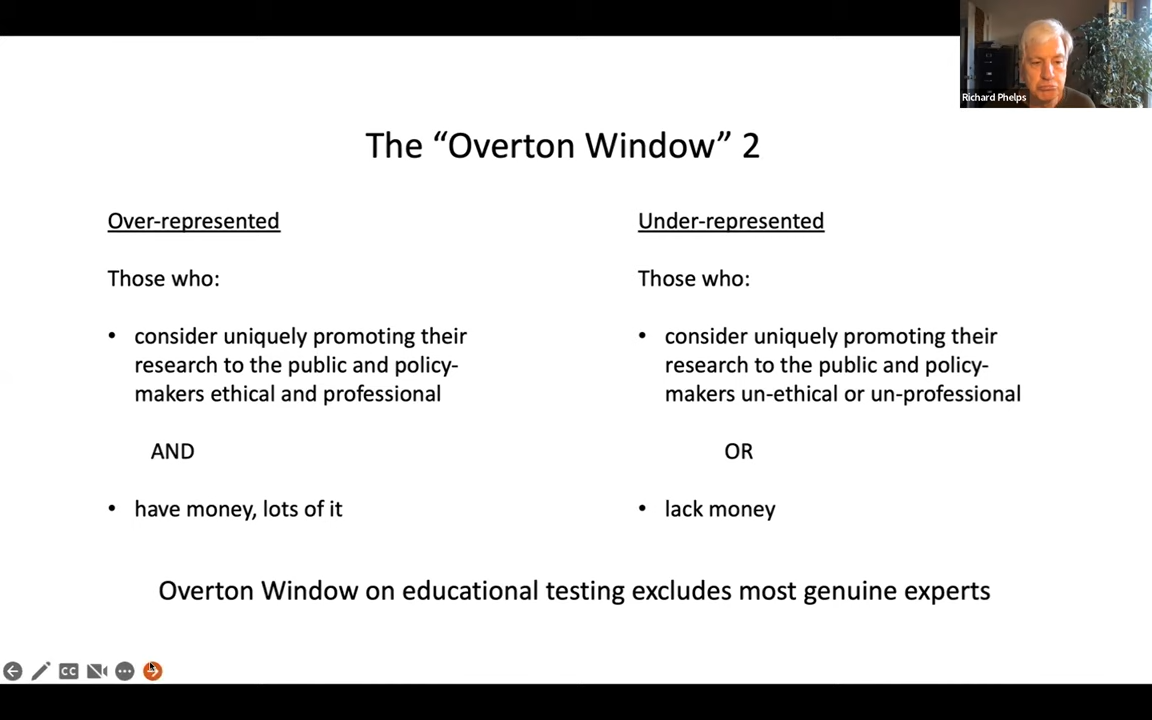 Richard Phelps
The “Overton Window” 2
Over-represented
Those who:
• consider uniquely promoting their
research to the public and policy-
makers ethical and professional
AND
• have money, lots of it
Under-represented
Those who:
• consider uniquely promoting their
research to the public and policy-
makers un-ethical or un-professional
OR
• lack money
Overton Window on educational testing excludes most genuine experts
CC